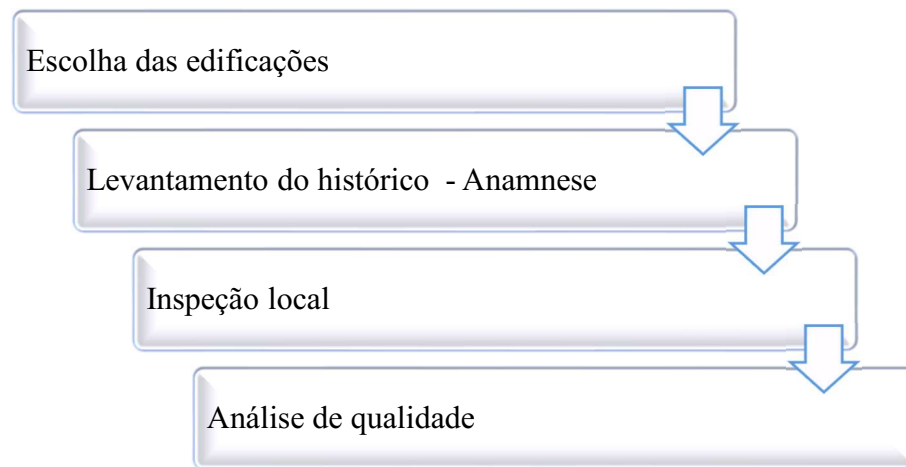 Escolha das edificações
Levantamento do histórico - Anamnese
Inspeção local
Análise de qualidade